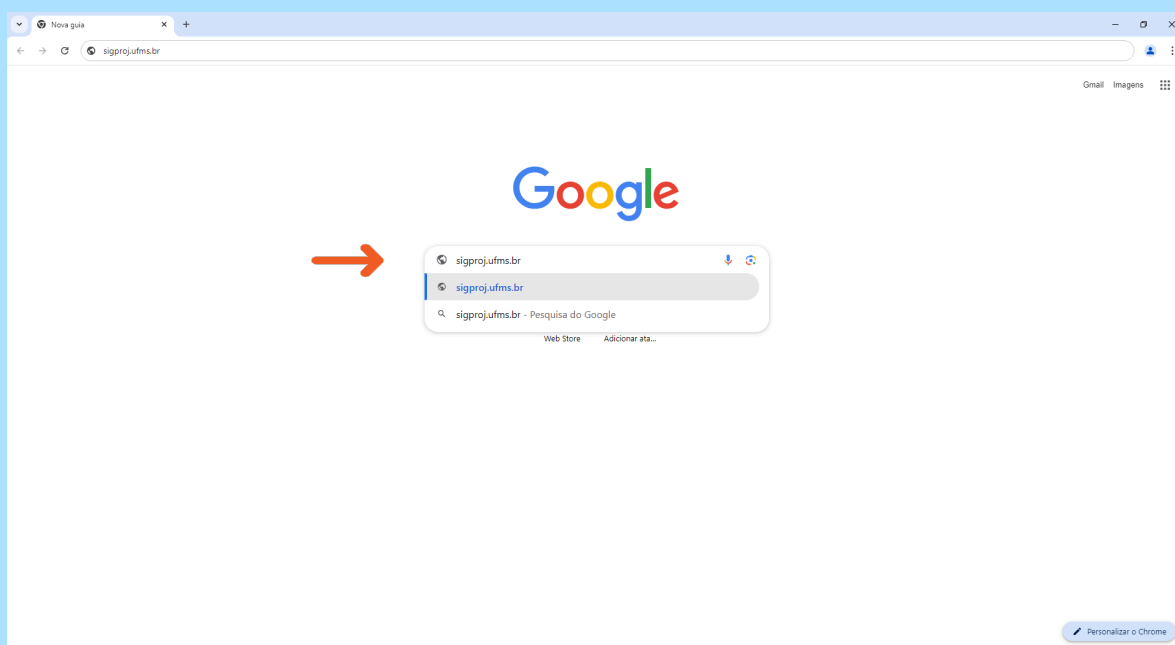 Nova guia
sigproj.ufms.br
Gmail Imagens
Google
sigproj.ufms.br
sigproj.ufms.br
sigproj.ufms.br - Pesquisa do Google
Web Store Adicionar ata...
Personalizar o Chrome